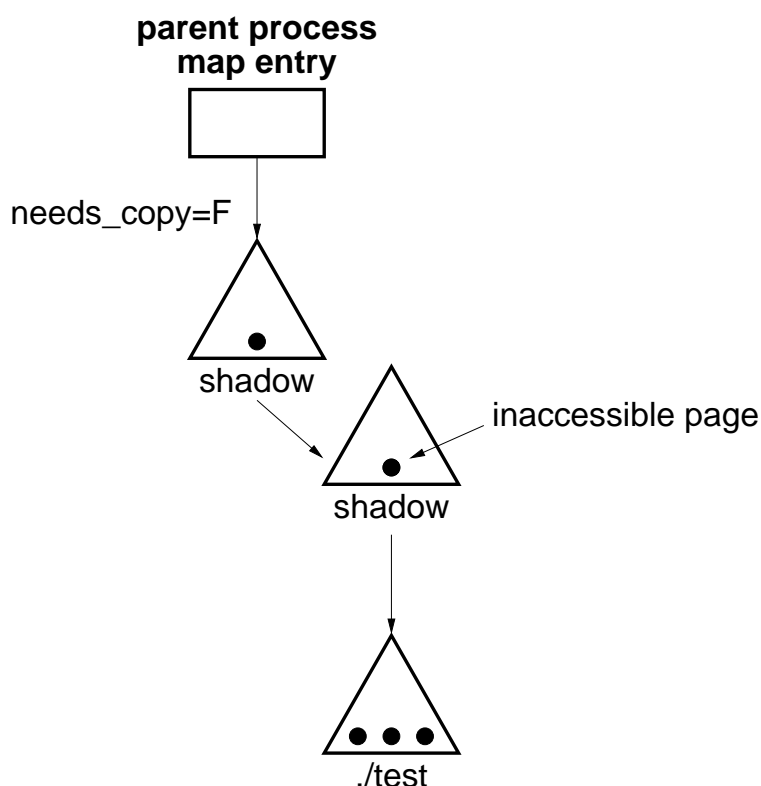 parent process
map entry
needs_copy=F
shadow
inaccessible page
shadow
./test